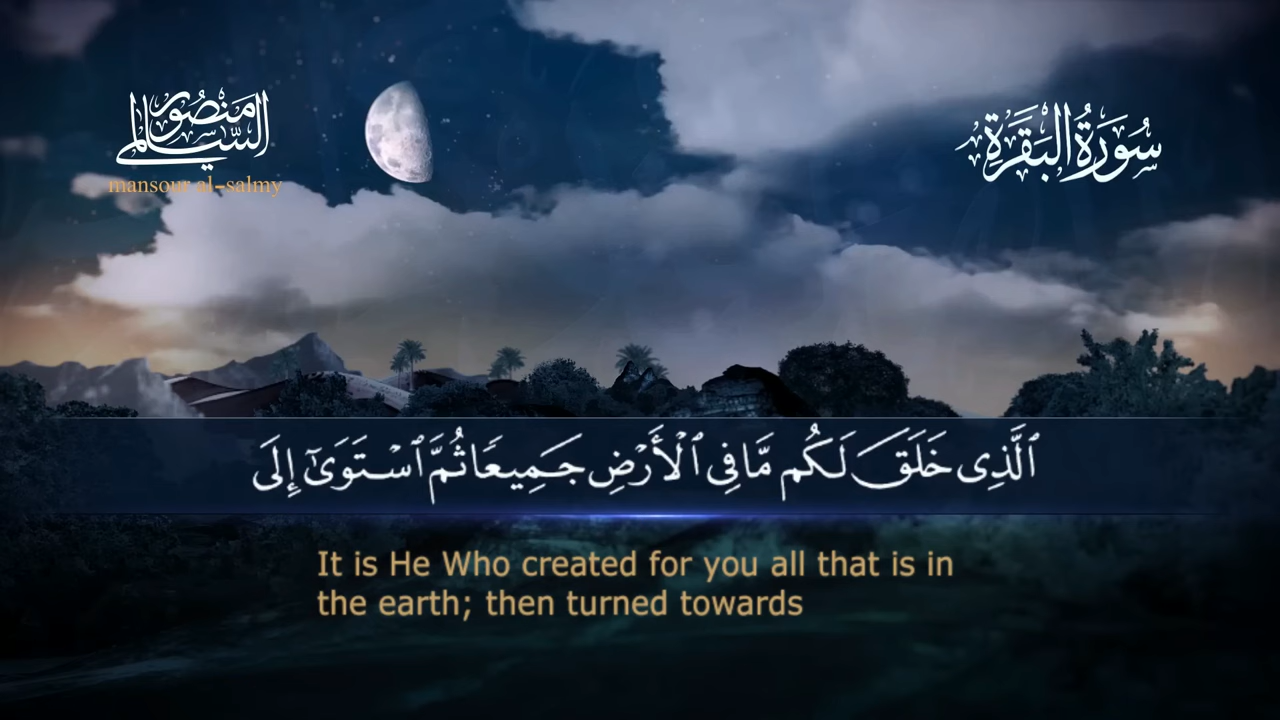 منصور
السالمي
mansour al-salmy
سُورَةُ البَقَرَةِ
ٱلَّذِى خَلَقَ لَكُم مَّا فِى ٱلْأَرْضِ جَمِيعًا ثُمَّ ٱسْتَوَىٰٓ إِلَى
It is He Who created for you all that is in
the earth; then turned towards